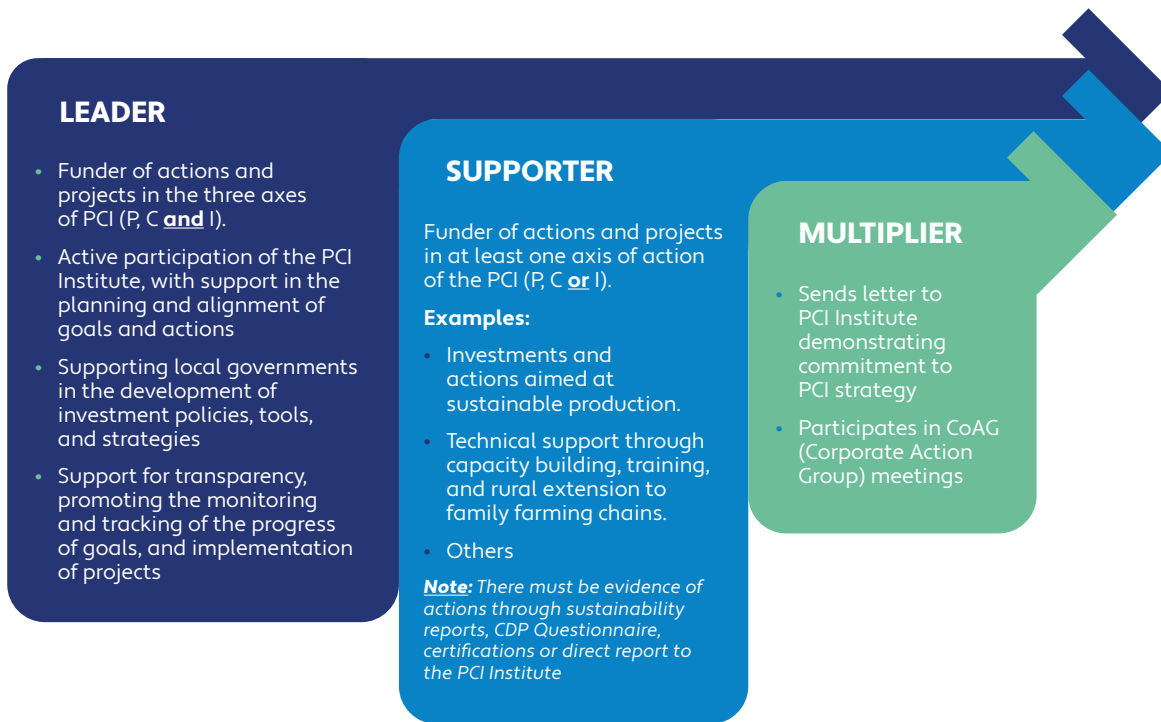 LEADER
• Funder of actions and
projects in the three axes
of PCI (P, C and I).
• Active participation of the PCI
Institute, with support in the
planning and alignment of
goals and actions
• Supporting local governments
in the development of
investment policies, tools,
and strategies
• Support for transparency,
promoting the monitoring
and tracking of the progress
of goals, and implementation
of projects
SUPPORTER
Funder of actions and projects
in at least one axis of action
of the PCI (P, C or I).
Examples:
• Investments and
actions aimed at
sustainable production.
• Technical support through
capacity building, training,
and rural extension to
family farming chains.
• Others
Note: There must be evidence of
actions through sustainability
reports, CDP Questionnaire,
certifications or direct report to
the PCI Institute
MULTIPLIER
• Sends letter to
PCI Institute
demonstrating
commitment to
PCI strategy
• Participates in CoAG
(Corporate Action
Group) meetings